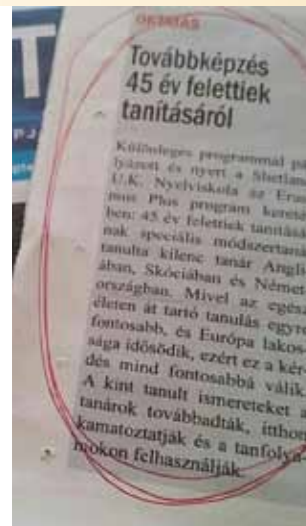 T
OKTATÁS
Továbbképzés
45 év felettiek
tanításáról
Különleges programmal pá-
lyázott és nyert a Shetland
U.K. Nyelviskola az Eras-
mus Plus program kereté-
ben: 45 év felettiek tanításá-
nak speciális módszertanát
tanulta kilenc tanár Angli-
ában, Skóciában és Német-
országban. Mivel az egész
életen át tartó tanulás egyre
fontosabb, és Európa lakos-
sága idősödik, ezért ez a kér-
dés mind fontosabbá válik.
A kint tanult ismereteket a
tanárok továbbadták, itthon
kamatoztatják és a tanfolya-
mokon felhasználják.